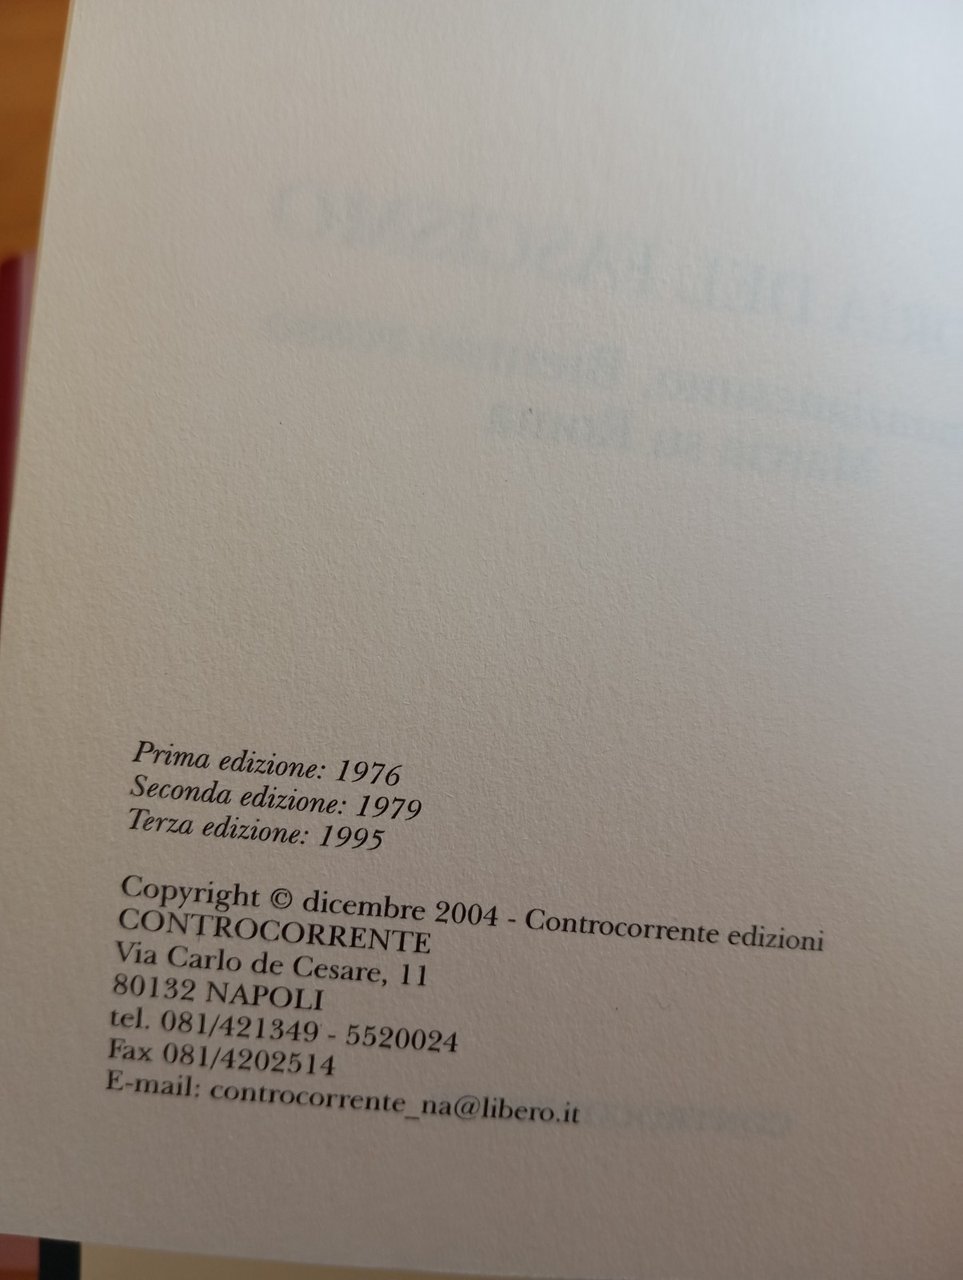 Prima edizione: 1976
Seconda edizione: 1979
Terza edizione: 1995
Copyright © dicembre 2004 - Controcorrente edizioni
CONTROCORRENTE
Via Carlo de Cesare, 11
80132 NAPOLI
tel. 081/421349 - 5520024
Fax 081/4202514
E-mail: controcorrente_na@libero.it